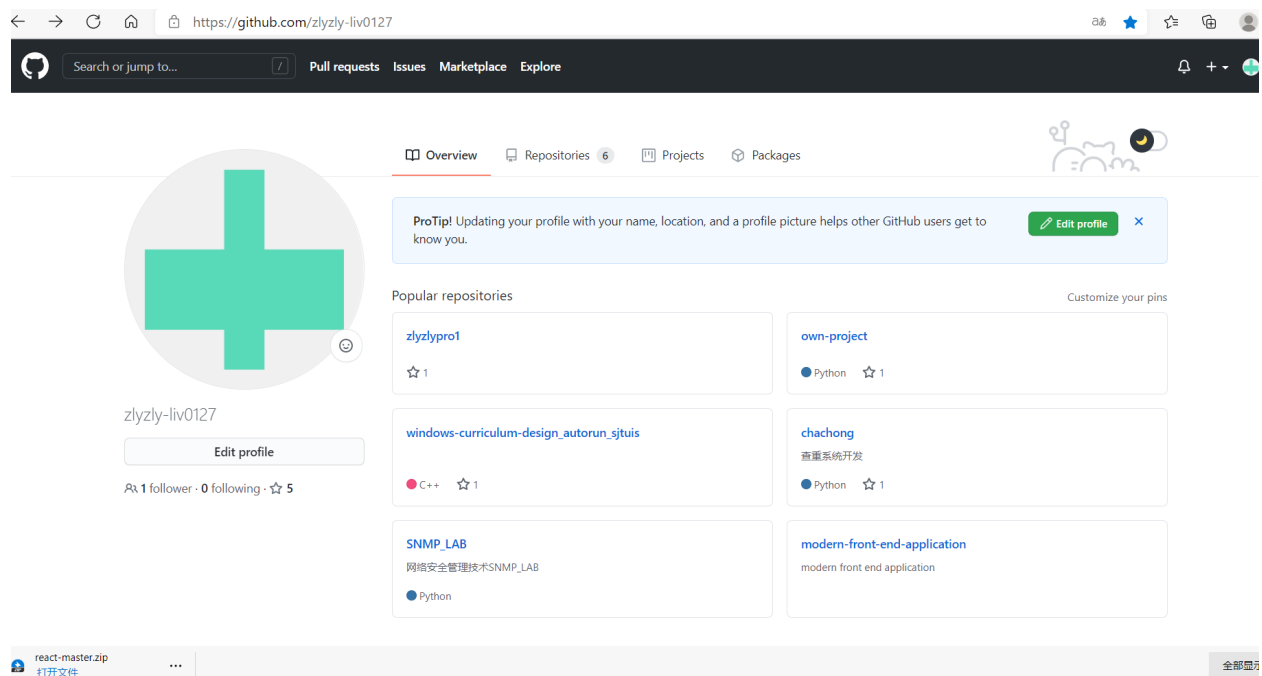 https://github.com/zlyzly-liv0127
Search or jump to... /
Pull requests Issues Marketplace Explore
Overview Repositories 6 Projects Packages
ProTip! Updating your profile with your name, location, and a profile picture helps other GitHub users get to
know you.
Edit profile
Popular repositories
Customize your pins
zlyzlypro1
1
own-project
Python 1
zlyzly-liv0127
Edit profile
1 follower · 0 following · 5
windows-curriculum-design_autorun_sjtuis
C++ 1
chachong
查重系统开发
Python 1
SNMP_LAB
网络安全管理技术SNMP_LAB
Python
modern-front-end-application
modern front end application
react-master.zip
打开文件
全部显示